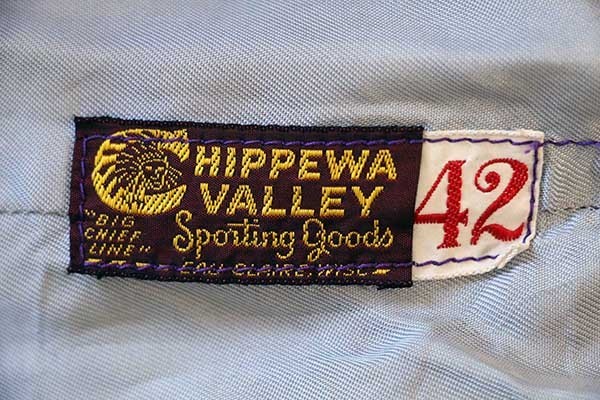 CHIPPEWA
VALLEY
Sporting Goods
"BIG
CHIEF
LINE"
EAU CLAIRE, WISC.
42